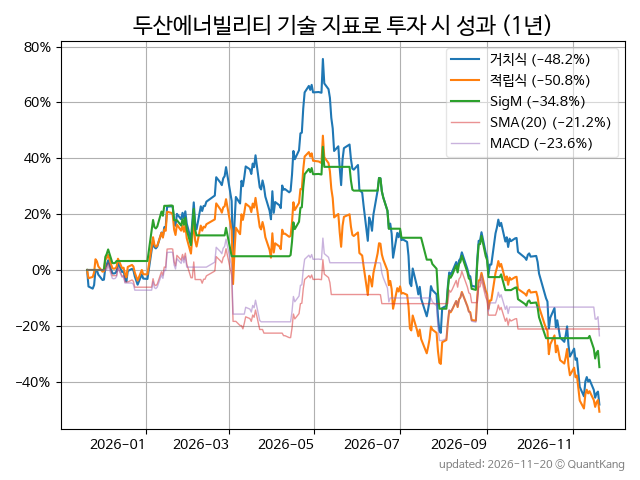 두산에너빌리티 기술 지표로 투자 시 성과 (1년)
80%
60%
40%
20%
0%
−20%
−40%
거치식 (−48.2%)
적립식 (−50.8%)
SigM (−34.8%)
SMA(20) (−21.2%)
MACD (−23.6%)
2026-01 2026-03 2026-05 2026-07 2026-09 2026-11
updated: 2026-11-20 © QuantKang